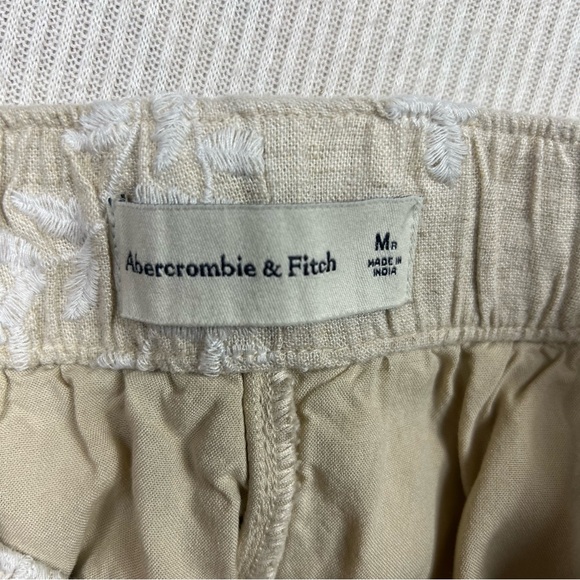 Abercrombie & Fitch
M R
MADE IN
INDIA